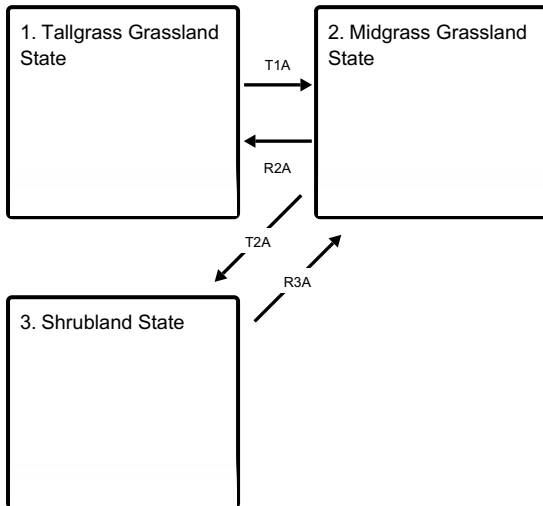 1. Tallgrass Grassland
State
2. Midgrass Grassland
State
T1A
R2A
T2A
R3A
3. Shrubland State